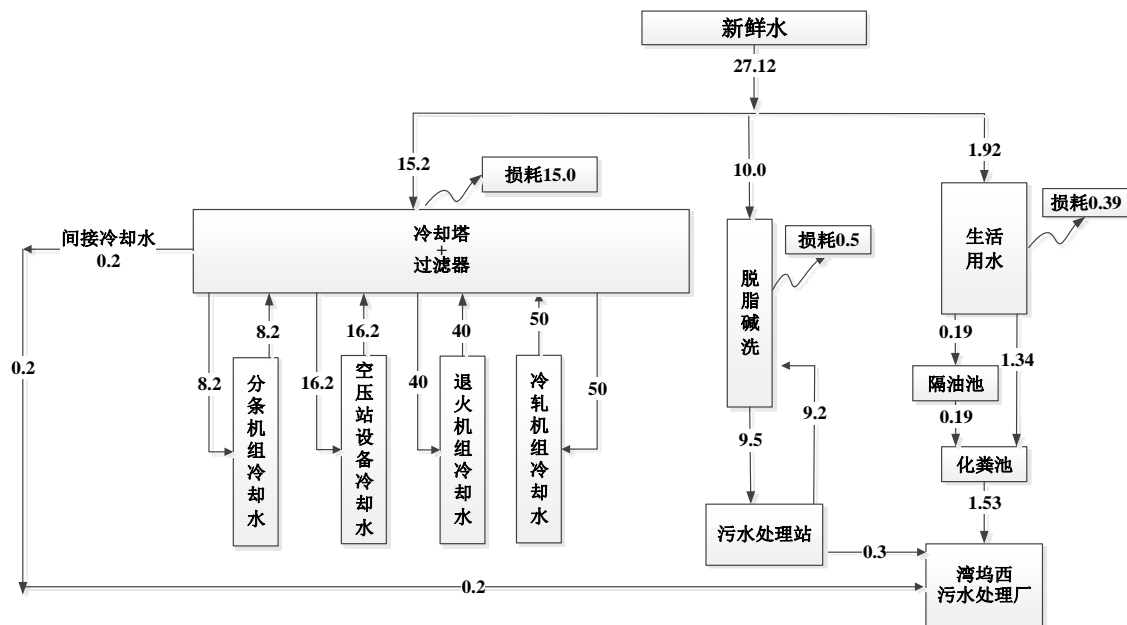 新鲜水
27.12
15.2
损耗15.0
10.0
1.92
损耗0.39
间接冷却水
0.2
冷却塔
+
过滤器
损耗0.5
生活
用水
脱脂碱洗
8.2
16.2
40
50
8.2
16.2
40
50
分条机组冷却水
空压站设备冷却水
退火机组冷却水
冷轧机组冷却水
0.2
9.2
9.5
0.19
1.34
隔油池
0.19
化粪池
1.53
污水处理站
0.3
湾坞西
污水处理厂
0.2